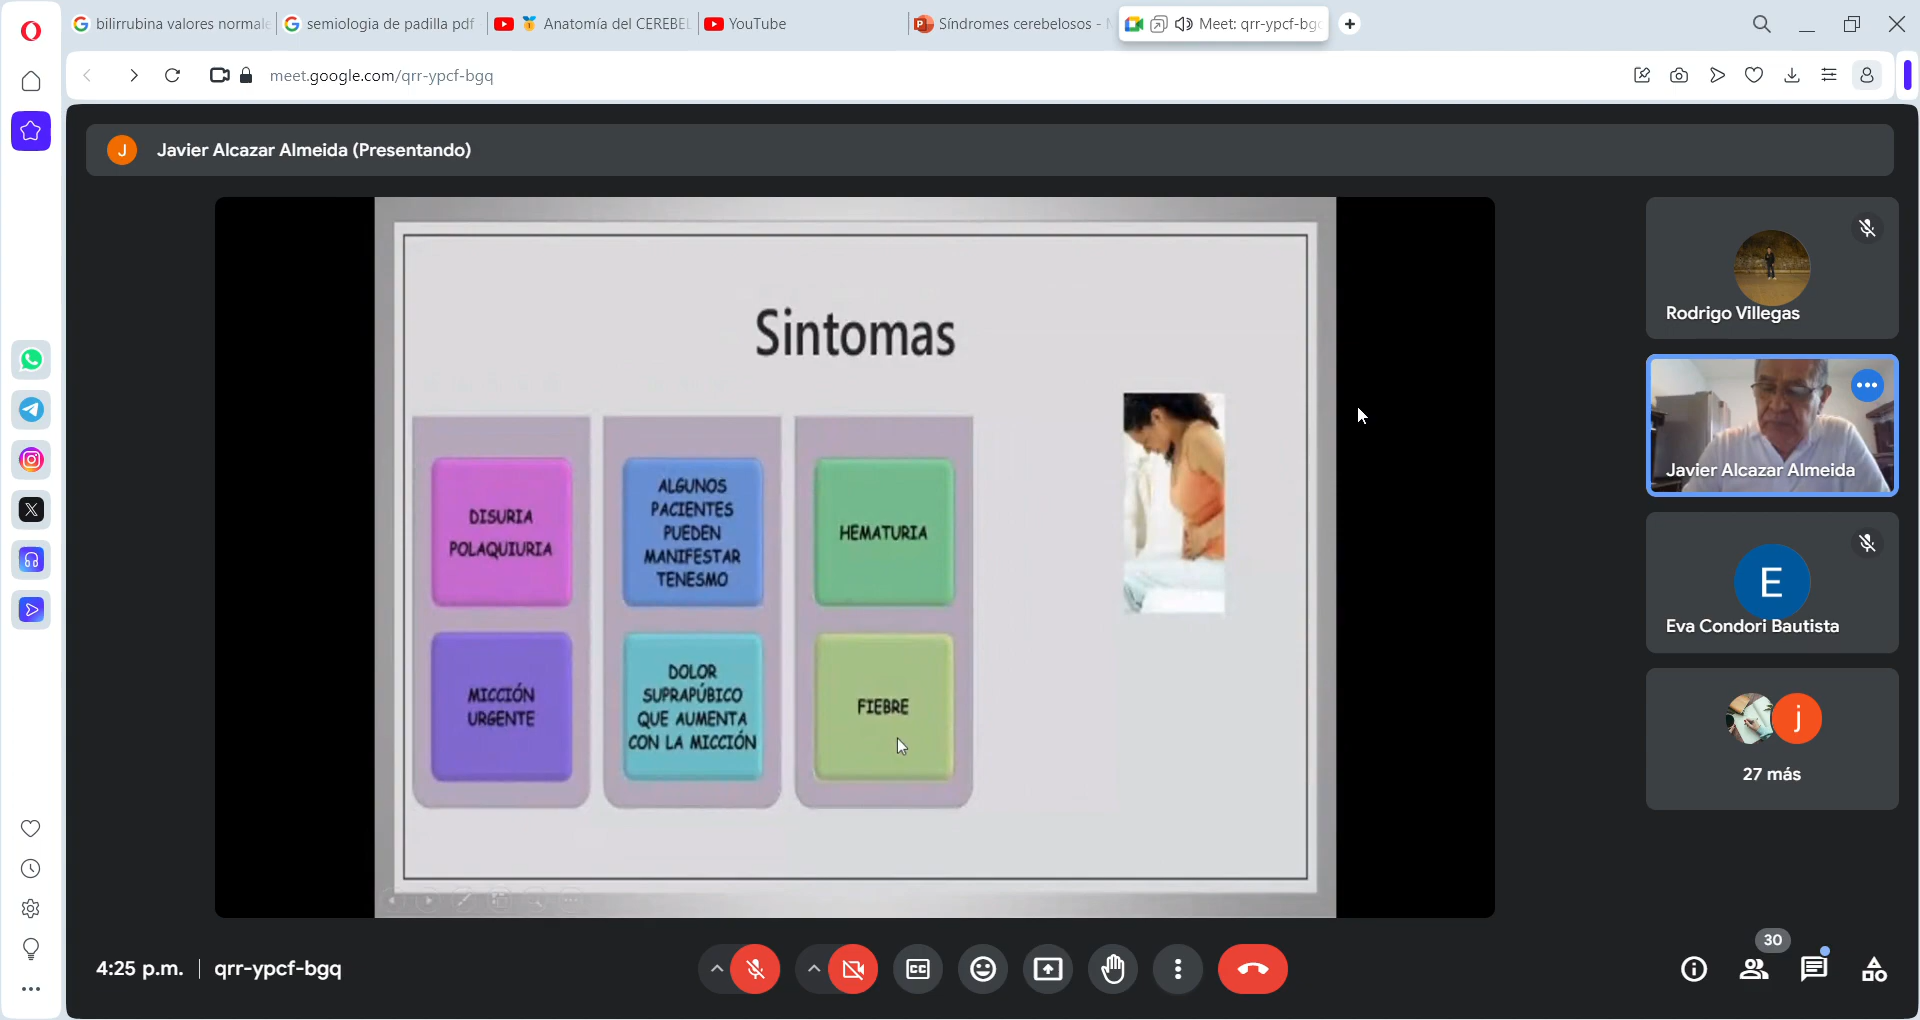 bilirrubina valores normale
semiologia de padilla pdf
Anatomía del CEREBEL
YouTube
Síndromes cerebelosos -
Meet: qrr-ypcf-bgq
meet.google.com/qrr-ypcf-bgq
J
Javier Alcazar Almeida (Presentando)
Sintomas
DISURIA
POLAQUIURIA
ALGUNOS
PACIENTES
PUEDEN
MANIFESTAR
TENESMO
HEMATURIA
MICCIÓN
URGENTE
DOLOR
SUPRAPÚBICO
QUE AUMENTA
CON LA MICCIÓN
FIEBRE
Rodrigo Villegas
Javier Alcazar Almeida
E
Eva Condori Bautista
j
27 más
4:25 p.m.
qrr-ypcf-bgq
CC
30